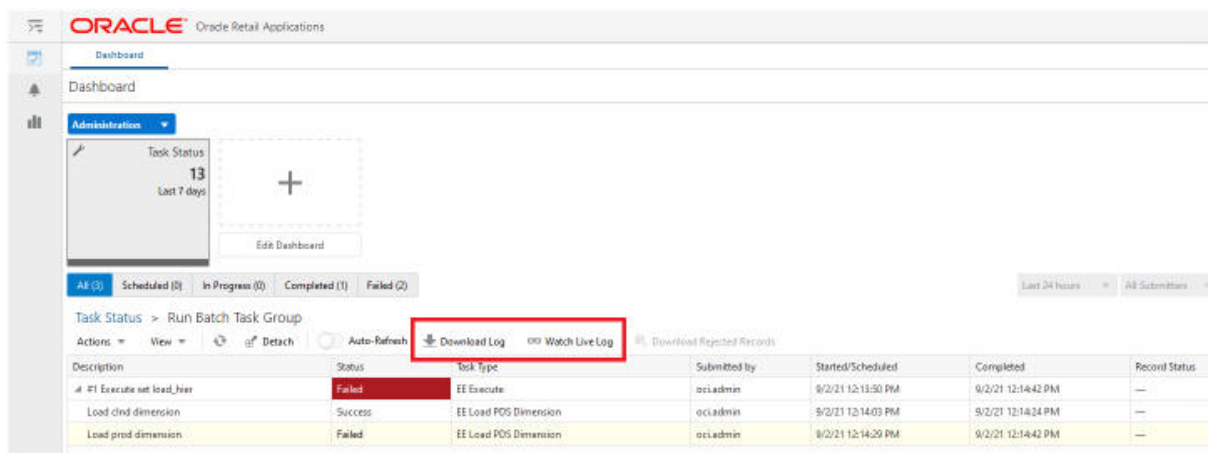 ORACLE Oracle Retail Applications
Dashboard
Dashboard
Administration
Task Status
13
Last 7 days
Edit Dashboard
All (3) Scheduled (0) In Progress (0) Completed (1) Failed (2) Last 24 hours All Submitters
Task Status > Run Batch Task Group
Actions View Detach Auto-Refresh Download Log Watch Live Log Download Rejected Records
Description Status Task Type Submitted by Started/Scheduled Completed Record Status
#1 Execute set load_hier Failed EE Execute oci.admin 9/2/21 12:13:50 PM 9/2/21 12:14:42 PM —
Load clnd dimension Success EE Load PDS Dimension oci.admin 9/2/21 12:14:03 PM 9/2/21 12:14:24 PM —
Load prod dimension Failed EE Load PDS Dimension oci.admin 9/2/21 12:14:29 PM 9/2/21 12:14:42 PM —